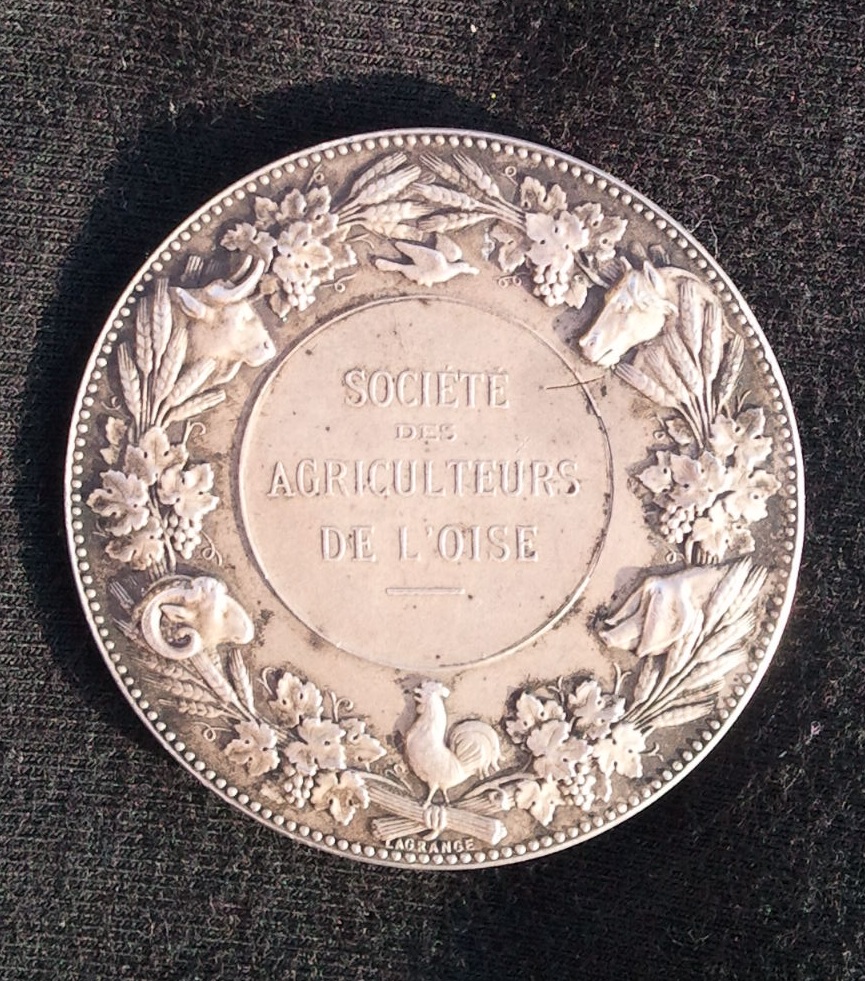 SOCIÉTÉ
DES
AGRICULTEURS
DE L'OISE
LAGRANGE